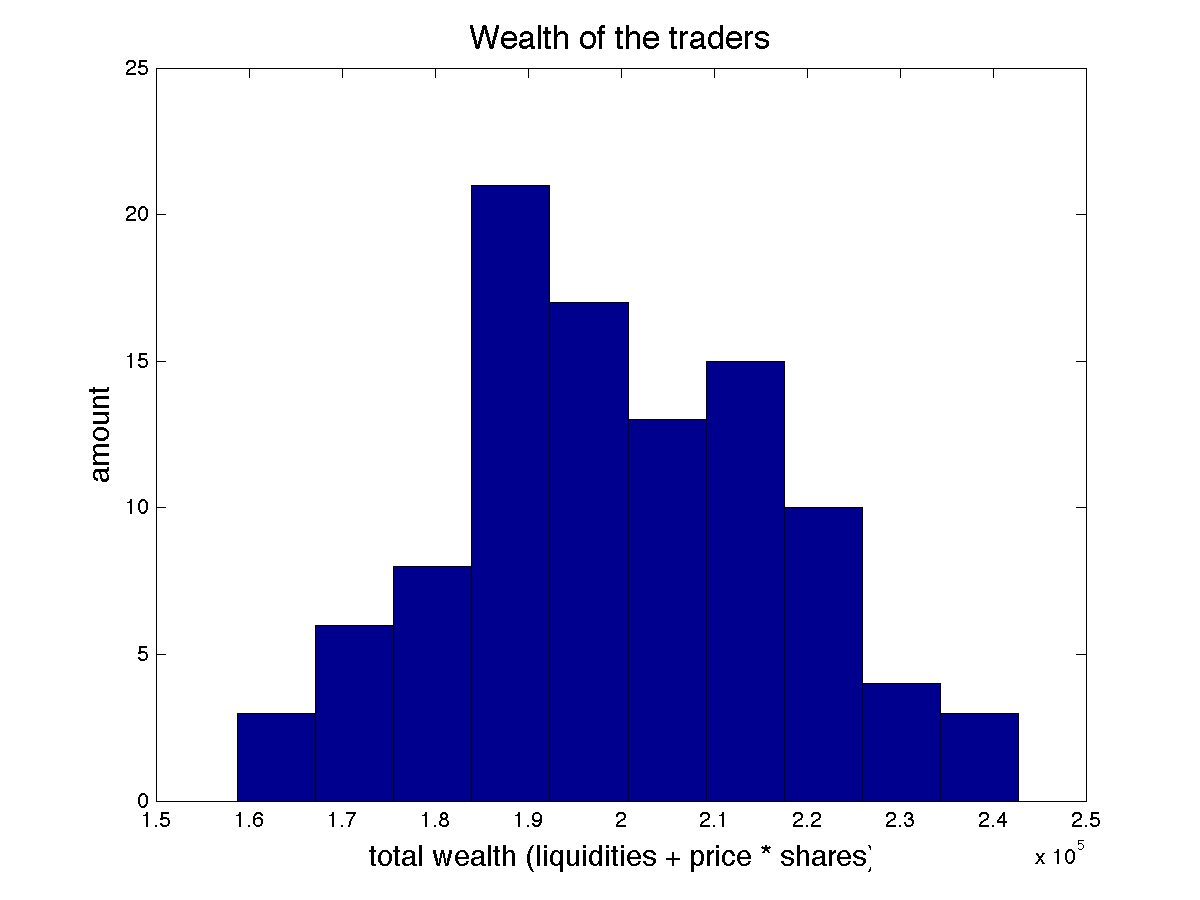 Wealth of the traders
25
20
15
10
5
0
amount
1.5 1.6 1.7 1.8 1.9 2 2.1 2.2 2.3 2.4 2.5
x 10^5
total wealth (liquidities + price * shares)